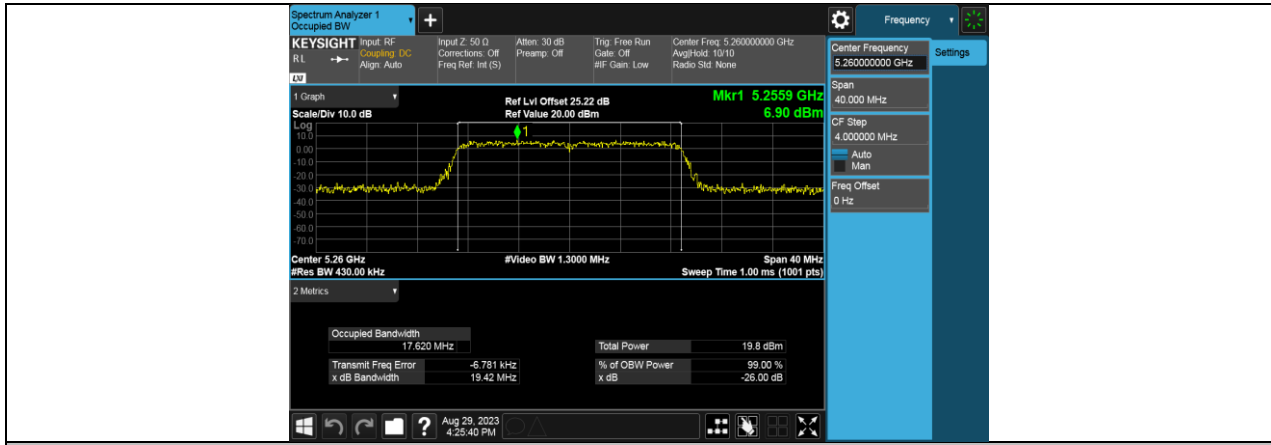 Spectrum Analyzer 1
Occupied BW
+
Frequency
KEYSIGHT
R L
LXI
Input: RF
Coupling: DC
Align: Auto
Input Z: 50 Ω
Corrections: Off
Freq Ref: Int (S)
Atten: 30 dB
Preamp: Off
Trig: Free Run
Gate: Off
#IF Gain: Low
Center Freq: 5.260000000 GHz
Avg|Hold: 10/10
Radio Std: None
Center Frequency
5.260000000 GHz
Settings
Span
40.000 MHz
CF Step
4.000000 MHz
Auto
Man
Freq Offset
0 Hz
1 Graph
Ref Lvl Offset 25.22 dB
Mkr1 5.2559 GHz
Scale/Div 10.0 dB
Ref Value 20.00 dBm
6.90 dBm
Log
10.0
1
0.00
-10.0
-20.0
-30.0
-40.0
-50.0
-60.0
-70.0
Center 5.26 GHz
#Video BW 1.3000 MHz
Span 40 MHz
#Res BW 430.00 kHz
Sweep Time 1.00 ms (1001 pts)
2 Metrics
Occupied Bandwidth
17.620 MHz
Total Power 19.8 dBm
Transmit Freq Error -6.781 kHz
% of OBW Power 99.00 %
x dB Bandwidth 19.42 MHz
x dB -26.00 dB
?
Aug 29, 2023
4:25:40 PM